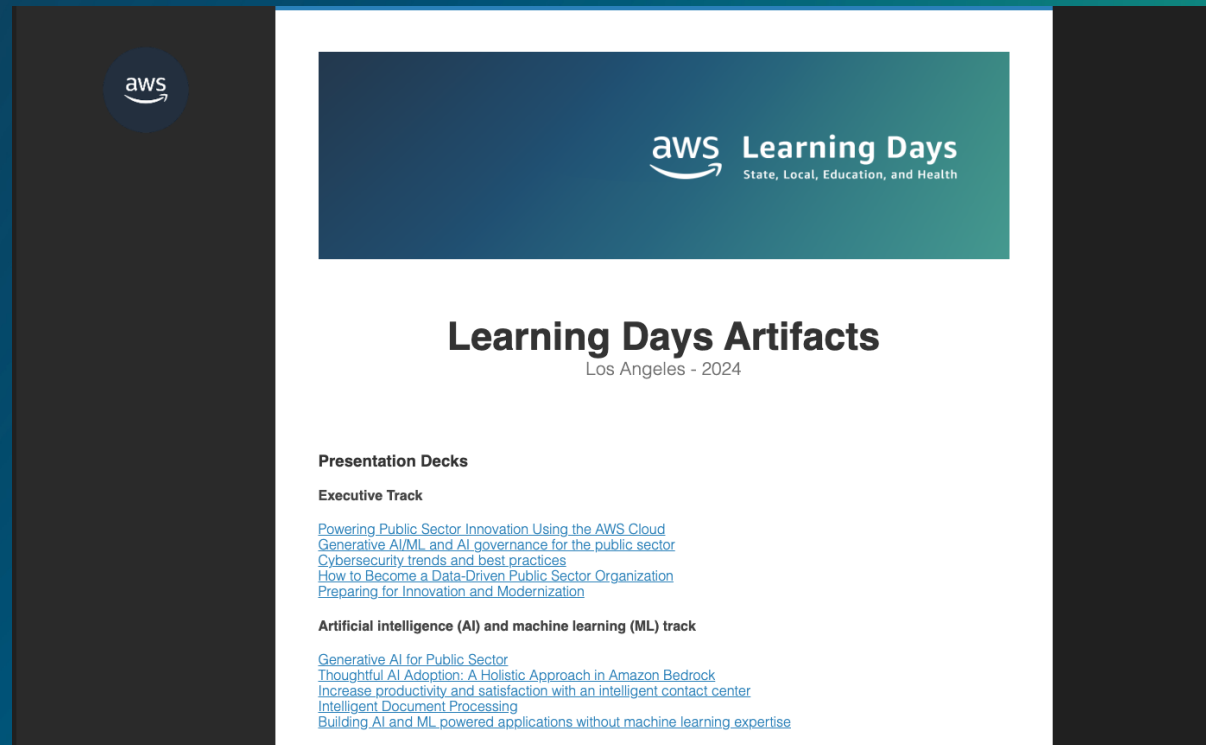 aws
aws Learning Days
State, Local, Education, and Health
Learning Days Artifacts
Los Angeles - 2024
Presentation Decks
Executive Track
Powering Public Sector Innovation Using the AWS Cloud
Generative AI/ML and AI governance for the public sector
Cybersecurity trends and best practices
How to Become a Data-Driven Public Sector Organization
Preparing for Innovation and Modernization
Artificial intelligence (AI) and machine learning (ML) track
Generative AI for Public Sector
Thoughtful AI Adoption: A Holistic Approach in Amazon Bedrock
Increase productivity and satisfaction with an intelligent contact center
Intelligent Document Processing
Building AI and ML powered applications without machine learning expertise